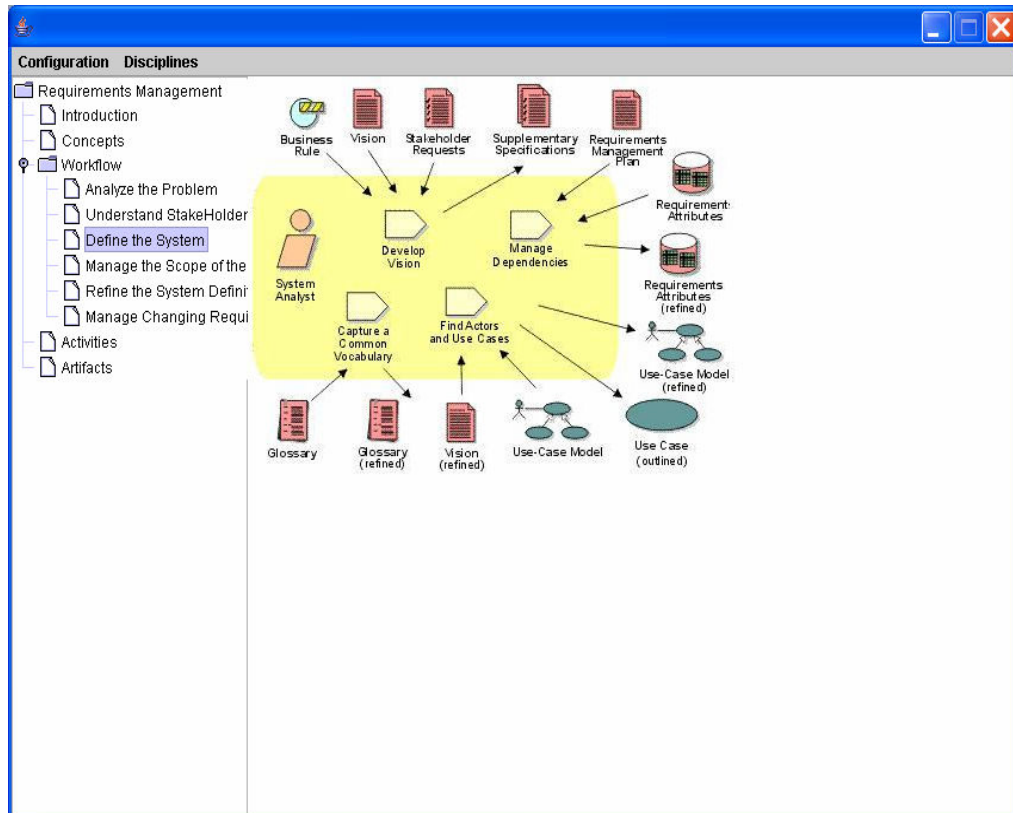 Configuration Disciplines
Requirements Management
Introduction
Concepts
Workflow
Analyze the Problem
Understand StakeHolder
Define the System
Manage the Scope of the
Refine the System Defini
Manage Changing Requi
Activities
Artifacts
Business
Rule
Vision
Stakeholder
Requests
Supplementary
Specifications
Requirements
Management
Plan
Requirements
Attributes
Develop
Vision
Manage
Dependencies
System
Analyst
Requirements
Attributes
(refined)
Capture a
Common
Vocabulary
Find Actors
and Use Cases
Use-Case Model
(refined)
Glossary
Glossary
(refined)
Vision
(refined)
Use-Case Model
Use Case
(outlined)